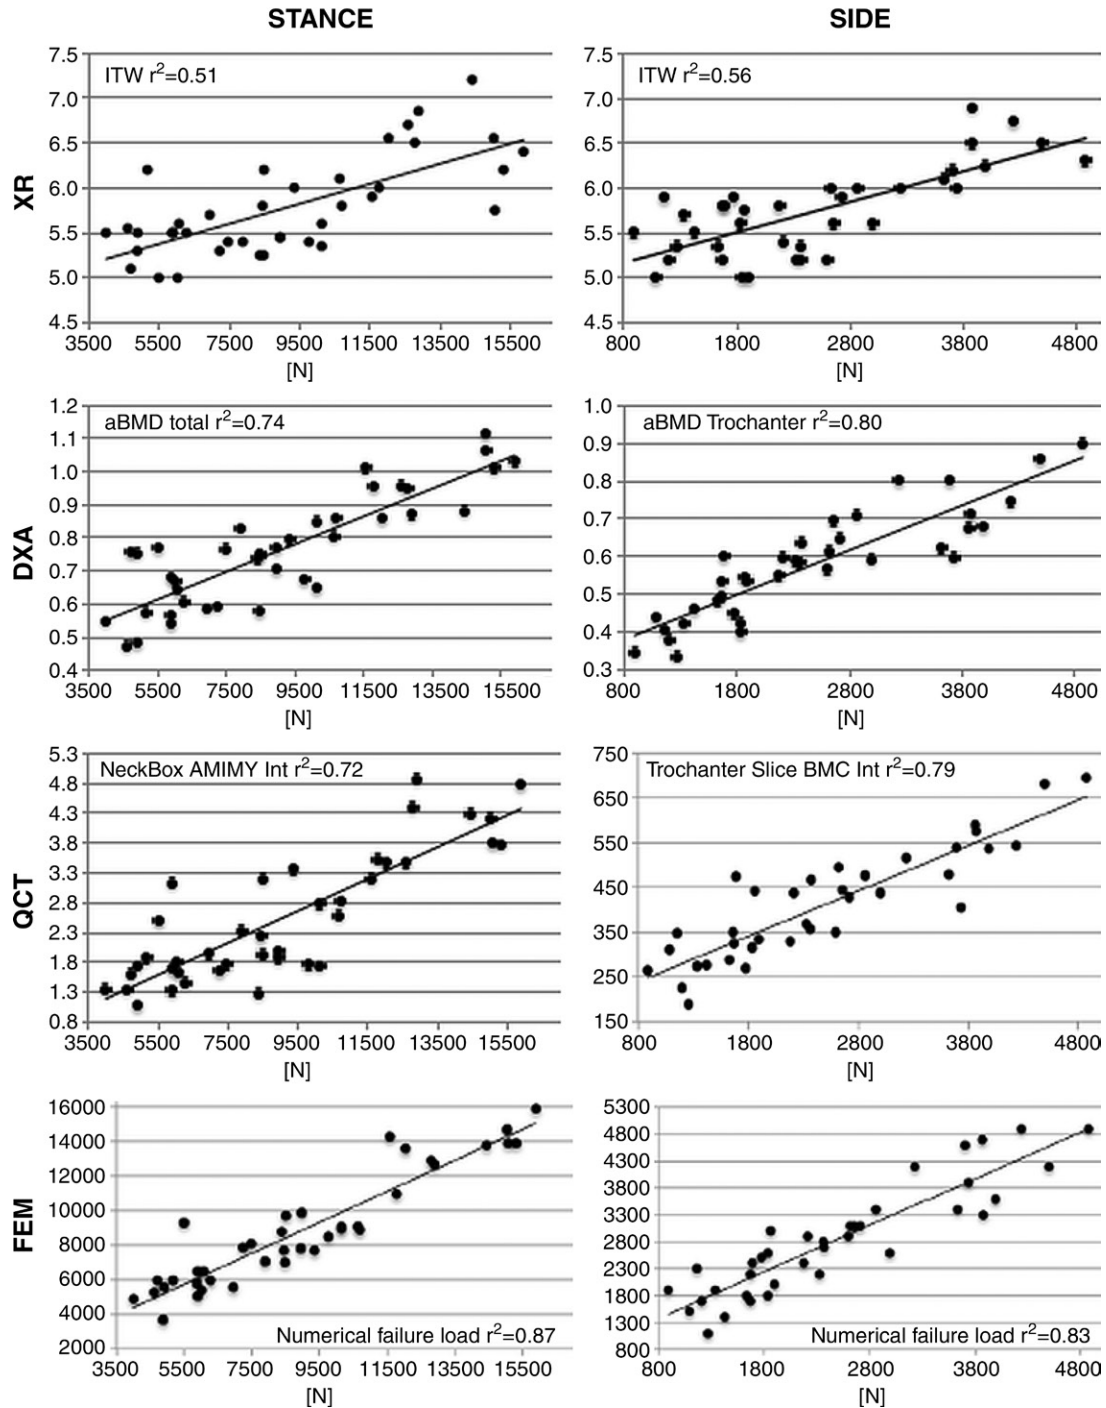 STANCE SIDE
XR
7.5
7.0
6.5
6.0
5.5
5.0
4.5
ITW r²=0.51
3500 5500 7500 9500 11500 13500 15500
[N]
7.5
7.0
6.5
6.0
5.5
5.0
4.5
ITW r²=0.56
800 1800 2800 3800 4800
[N]
DXA
1.2
1.1
1.0
0.9
0.8
0.7
0.6
0.5
0.4
aBMD total r²=0.74
3500 5500 7500 9500 11500 13500 15500
[N]
1.0
0.9
0.8
0.7
0.6
0.5
0.4
0.3
aBMD Trochanter r²=0.80
800 1800 2800 3800 4800
[N]
QCT
5.3
4.8
4.3
3.8
3.3
2.8
2.3
1.8
1.3
0.8
NeckBox AMIMY Int r²=0.72
3500 5500 7500 9500 11500 13500 15500
[N]
750
650
550
450
350
250
150
Trochanter Slice BMC Int r²=0.79
800 1800 2800 3800 4800
[N]
FEM
16000
14000
12000
10000
8000
6000
4000
2000
Numerical failure load r²=0.87
3500 5500 7500 9500 11500 13500 15500
[N]
5300
4800
4300
3800
3300
2800
2300
1800
1300
800
Numerical failure load r²=0.83
800 1800 2800 3800 4800
[N]